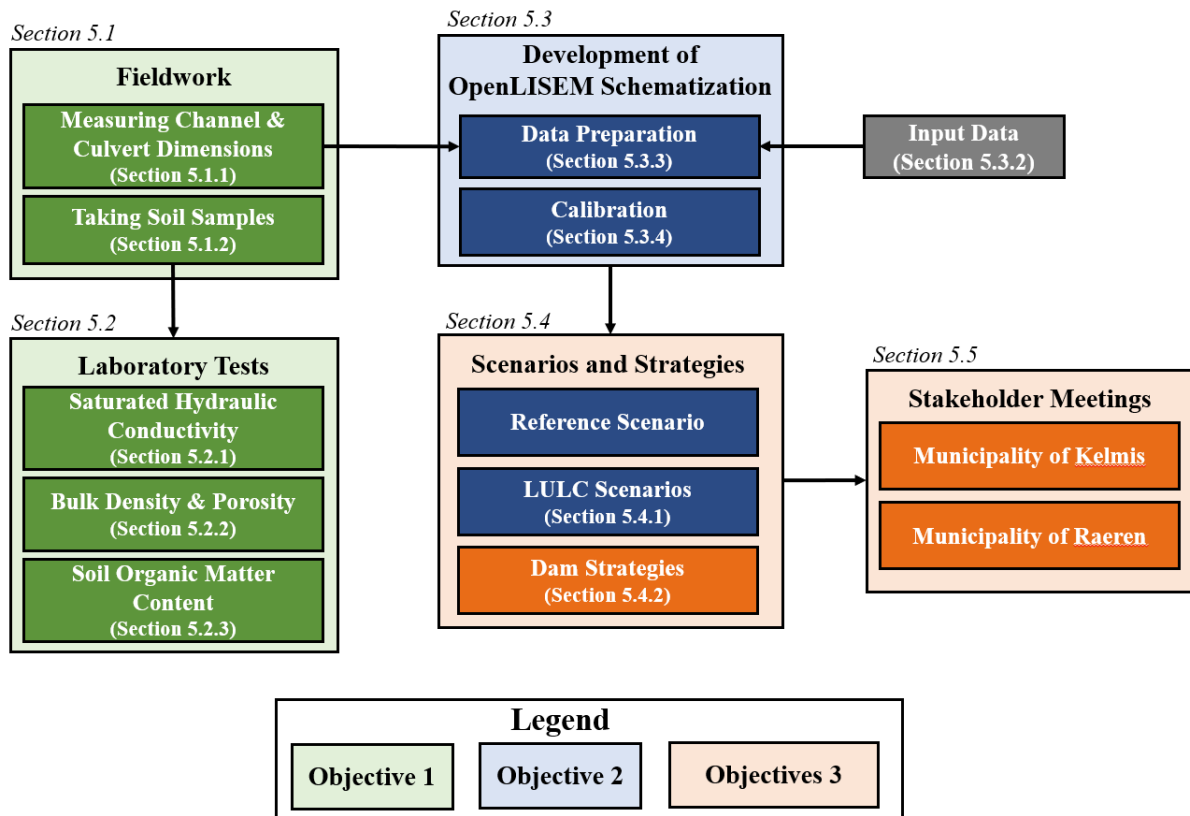 Section 5.1
Fieldwork
Measuring Channel &
Culvert Dimensions
(Section 5.1.1)
Taking Soil Samples
(Section 5.1.2)
Section 5.2
Laboratory Tests
Saturated Hydraulic
Conductivity
(Section 5.2.1)
Bulk Density & Porosity
(Section 5.2.2)
Soil Organic Matter
Content
(Section 5.2.3)
Section 5.3
Development of
OpenLISEM Schematization
Data Preparation
(Section 5.3.3)
Calibration
(Section 5.3.4)
Input Data
(Section 5.3.2)
Section 5.4
Scenarios and Strategies
Reference Scenario
LULC Scenarios
(Section 5.4.1)
Dam Strategies
(Section 5.4.2)
Section 5.5
Stakeholder Meetings
Municipality of Kelmis
Municipality of Raeren
Legend
Objective 1
Objective 2
Objectives 3